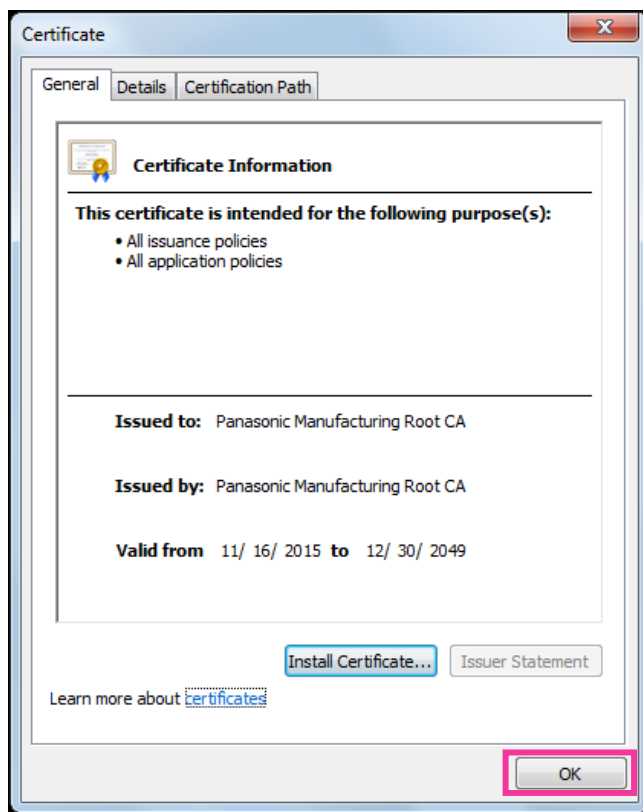 Certificate
General Details Certification Path
Certificate Information
This certificate is intended for the following purpose(s):
• All issuance policies
• All application policies
Issued to: Panasonic Manufacturing Root CA
Issued by: Panasonic Manufacturing Root CA
Valid from 11/ 16/ 2015 to 12/ 30/ 2049
Install Certificate... Issuer Statement
Learn more about certificates
OK